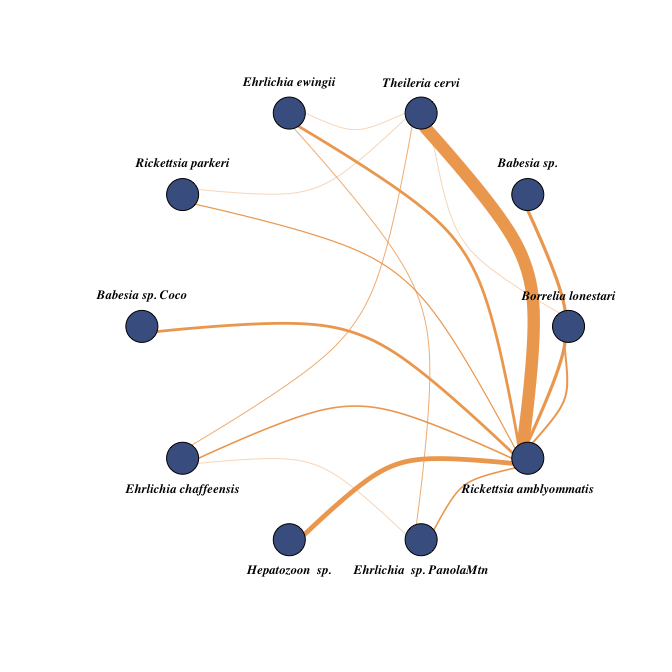 Ehrlichia ewingii
Theileria cervi
Rickettsia parkeri
Babesia sp.
Babesia sp. Coco
Borrelia lonestari
Ehrlichia chaffeensis
Rickettsia amblyommatis
Hepatozoon sp.
Ehrlichia sp. PanolaMtn